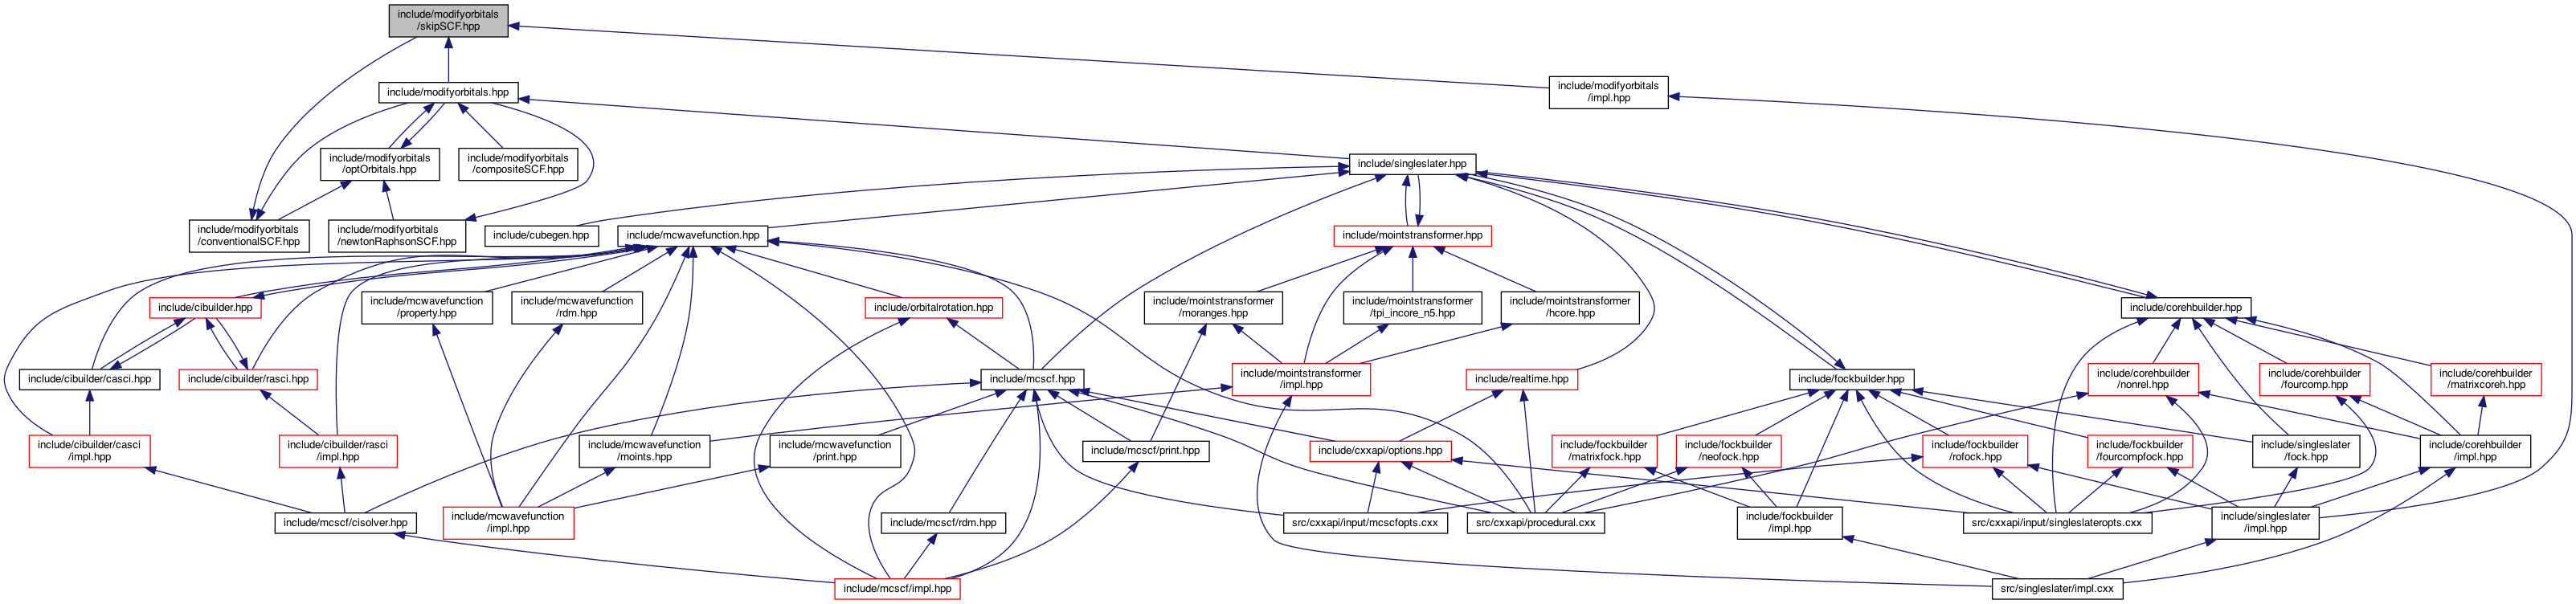 include/modifyorbitals
/skipSCF.hpp
include/modifyorbitals.hpp
include/modifyorbitals
/impl.hpp
include/modifyorbitals
/optOrbitals.hpp
include/modifyorbitals
/compositeSCF.hpp
include/singleslater.hpp
include/modifyorbitals
/conventionalSCF.hpp
include/modifyorbitals
/newtonRaphsonSCF.hpp
include/cubegen.hpp
include/mcwavefunction.hpp
include/mointstransformer.hpp
include/cibuilder.hpp
include/mcwavefunction
/property.hpp
include/mcwavefunction
/rdm.hpp
include/orbitalrotation.hpp
include/mointstransformer
/moranges.hpp
include/mointstransformer
/tpi_incore_n5.hpp
include/mointstransformer
/hcore.hpp
include/corehbuilder.hpp
include/cibuilder/casci.hpp
include/cibuilder/rasci.hpp
include/mcscf.hpp
include/mointstransformer
/impl.hpp
include/realtime.hpp
include/fockbuilder.hpp
include/corehbuilder
/nonrel.hpp
include/corehbuilder
/fourcomp.hpp
include/corehbuilder
/matrixcoreh.hpp
include/cibuilder/casci
/impl.hpp
include/cibuilder/rasci
/impl.hpp
include/mcwavefunction
/moints.hpp
include/mcwavefunction
/print.hpp
include/mcscf/print.hpp
include/cxxapi/options.hpp
include/fockbuilder
/matrixfock.hpp
include/fockbuilder
/neofock.hpp
include/fockbuilder
/rofock.hpp
include/fockbuilder
/fourcompfock.hpp
include/singleslater
/fock.hpp
include/corehbuilder
/impl.hpp
include/mcscf/cisolver.hpp
include/mcwavefunction
/impl.hpp
include/mcscf/rdm.hpp
src/cxxapi/input/mcscfopts.cxx
src/cxxapi/procedural.cxx
include/fockbuilder
/impl.hpp
src/cxxapi/input/singleslateropts.cxx
include/singleslater
/impl.hpp
include/mcscf/impl.hpp
src/singleslater/impl.cxx